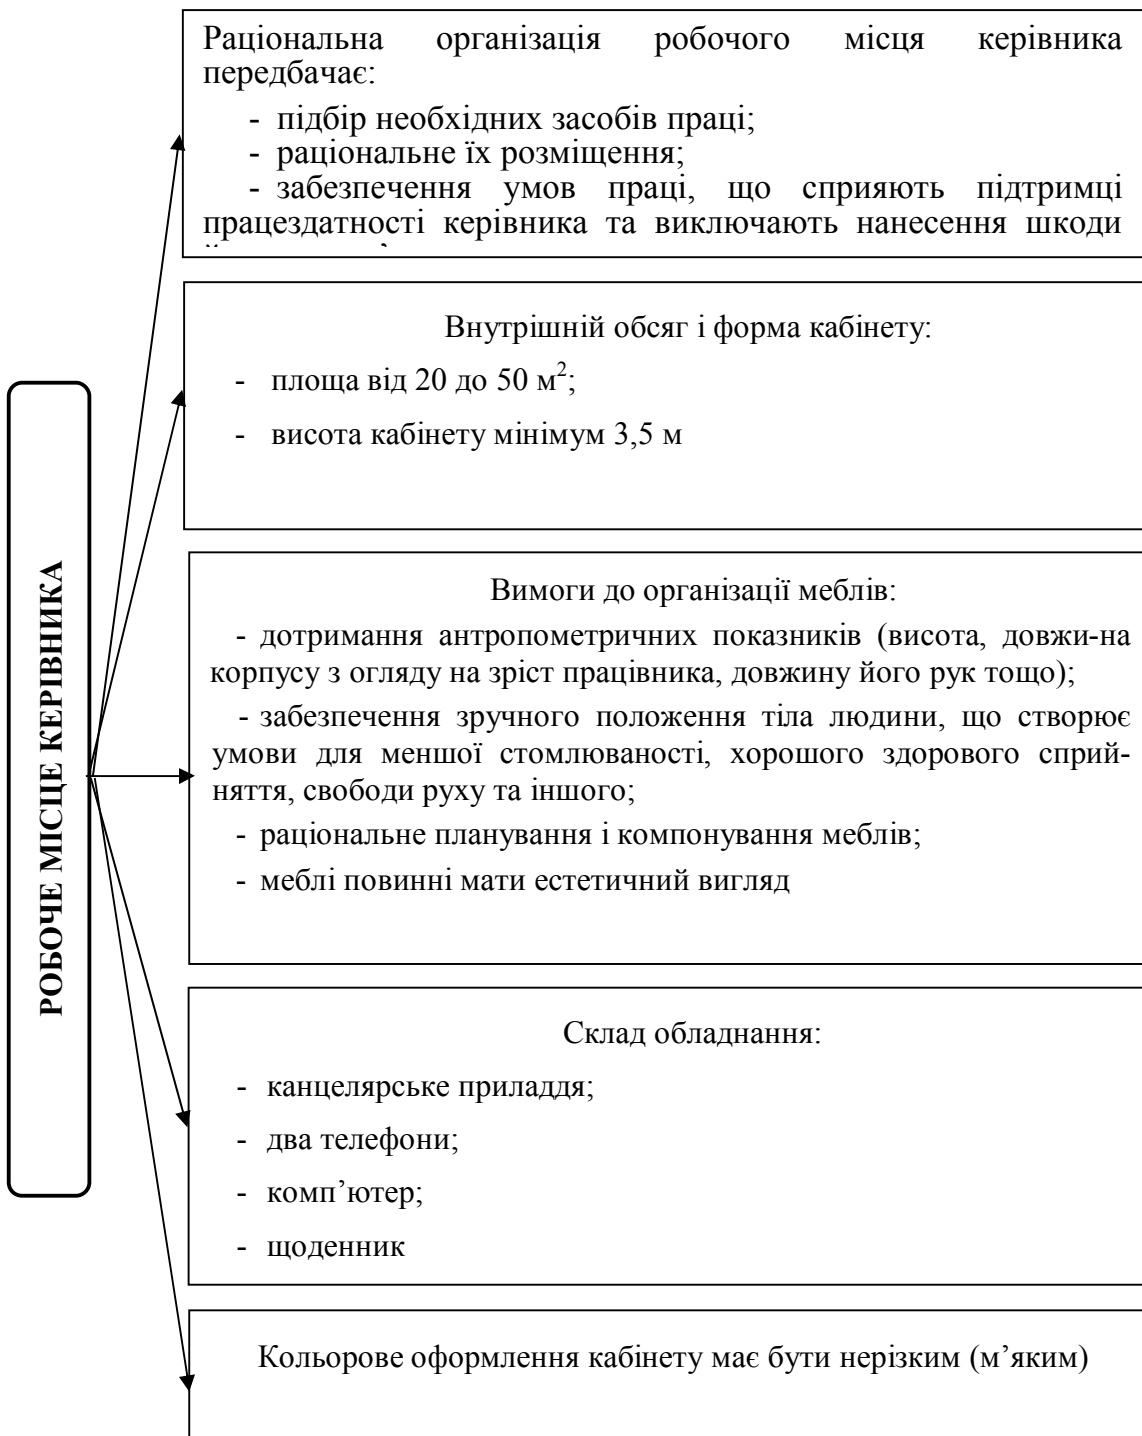 Раціональна організація робочого місця керівника
передбачає:
- підбір необхідних засобів праці;
- раціональне їх розміщення;
- забезпечення умов праці, що сприяють підтримці
працездатності керівника та виключають нанесення шкоди
Внутрішній обсяг і форма кабінету:
- площа від 20 до 50 м²;
- висота кабінету мінімум 3,5 м
РОБОЧЕ МІСЦЕ КЕРІВНИКА
Вимоги до організації меблів:
- дотримання антропометричних показників (висота, довжи-на
корпусу з огляду на зріст працівника, довжину його рук тощо);
- забезпечення зручного положення тіла людини, що створює
умови для меншої стомлюваності, хорошого здорового сприй-
няття, свободи руху та іншого;
- раціональне планування і компонування меблів;
- меблі повинні мати естетичний вигляд
Склад обладнання:
- канцелярське приладдя;
- два телефони;
- комп’ютер;
- щоденник
Кольорове оформлення кабінету має бути нерізким (м’яким)